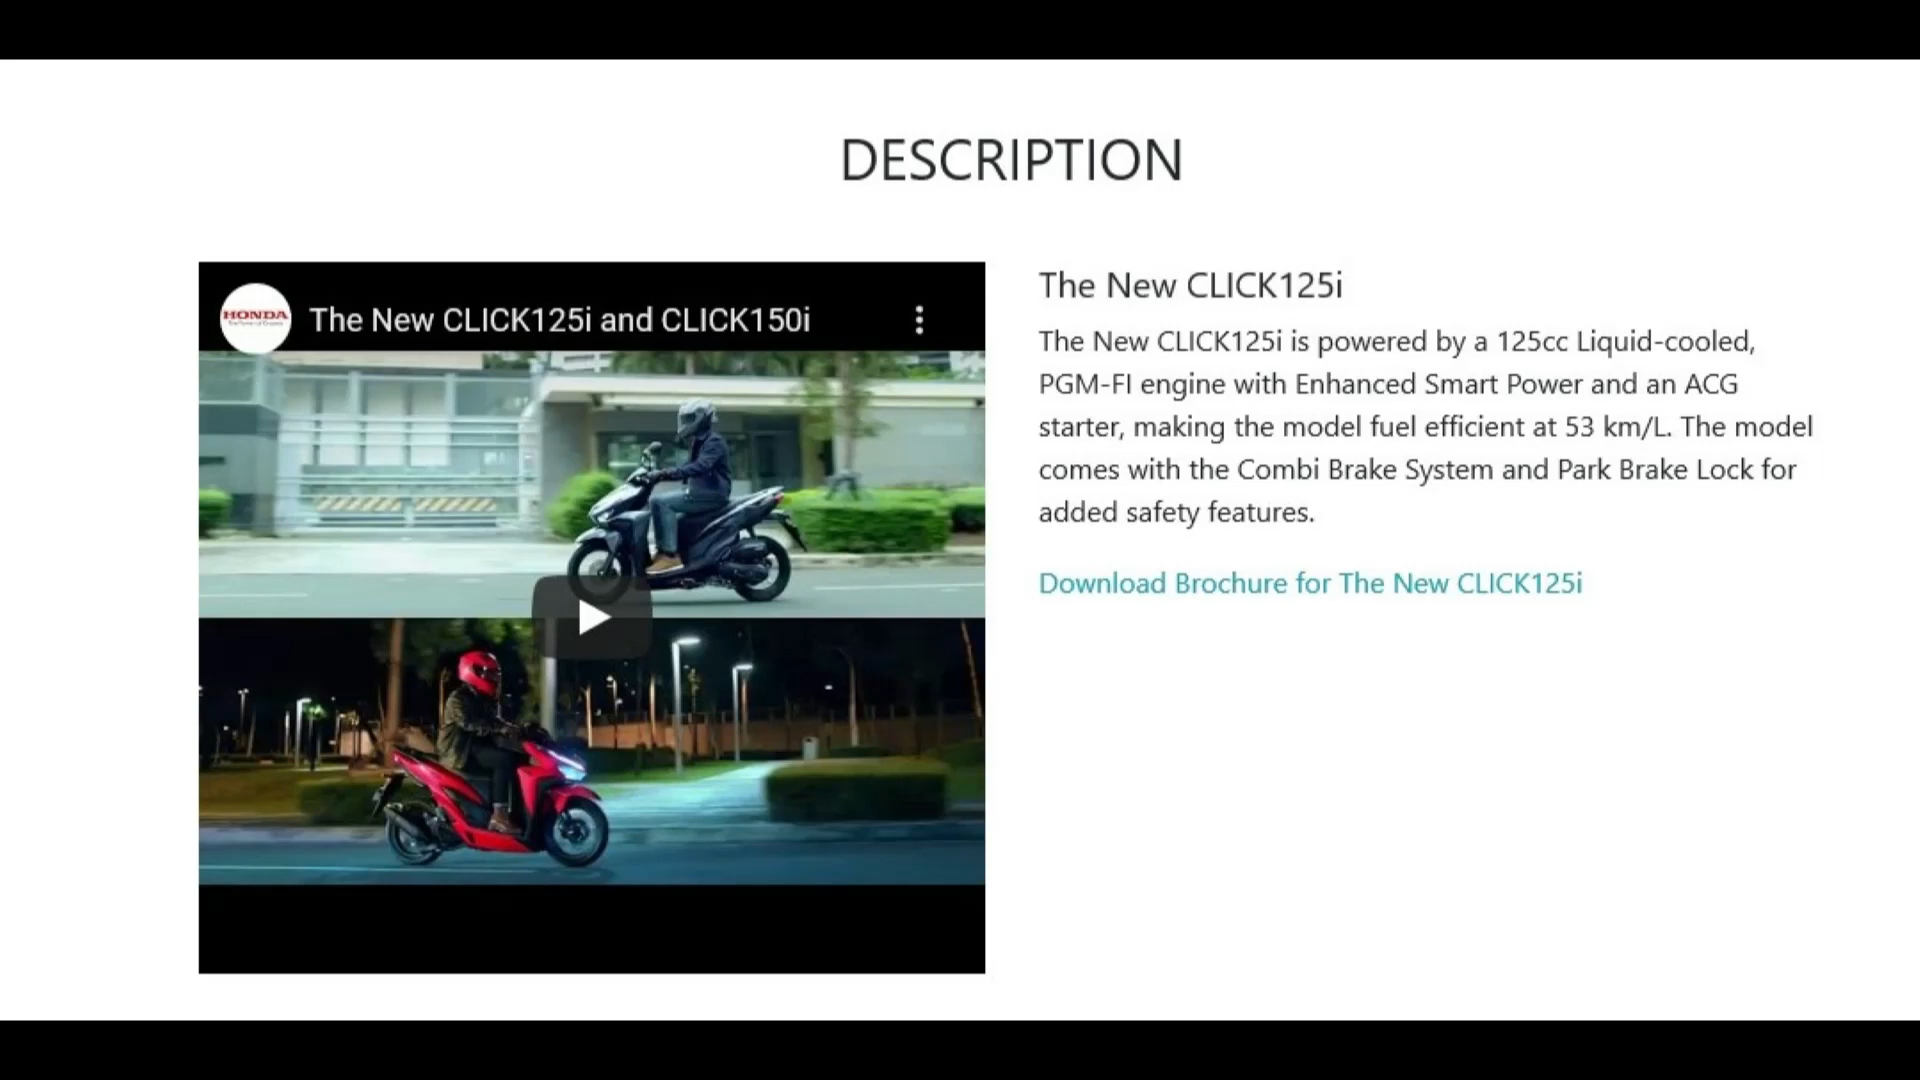 DESCRIPTION
HONDA
The New CLICK125i and CLICK150i
The New CLICK125i
The New CLICK125i is powered by a 125cc Liquid-cooled,
PGM-FI engine with Enhanced Smart Power and an ACG
starter, making the model fuel efficient at 53 km/L. The model
comes with the Combi Brake System and Park Brake Lock for
added safety features.
Download Brochure for The New CLICK125i